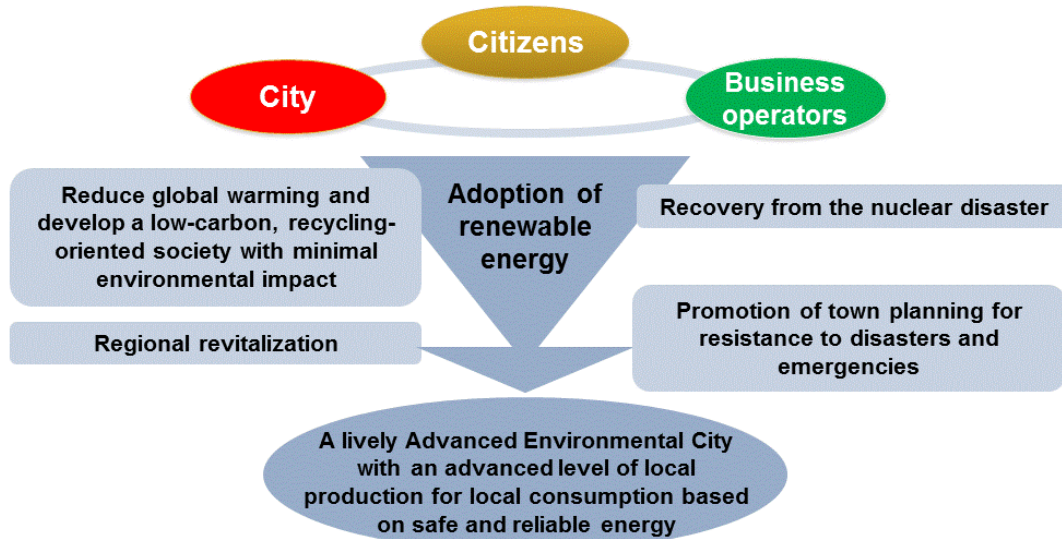 Citizens
City
Business
operators
Adoption of
renewable
energy
Reduce global warming and
develop a low-carbon, recycling-
oriented society with minimal
environmental impact
Recovery from the nuclear disaster
Regional revitalization
Promotion of town planning for
resistance to disasters and
emergencies
A lively Advanced Environmental City
with an advanced level of local
production for local consumption based
on safe and reliable energy